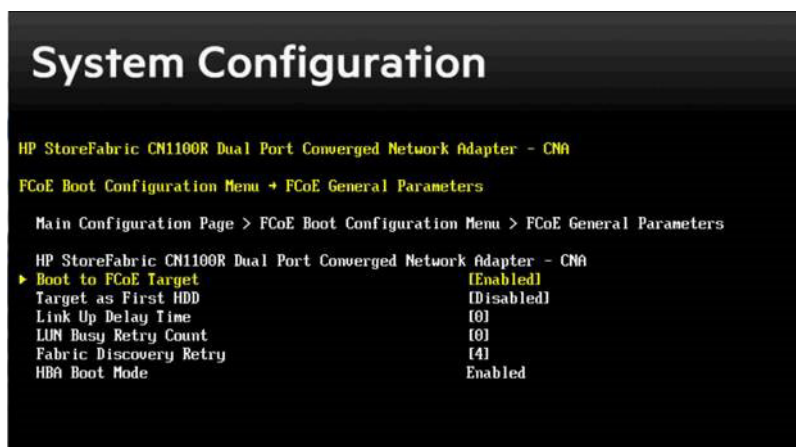 System Configuration
HP StoreFabric CN1100R Dual Port Converged Network Adapter - CNA
FCoE Boot Configuration Menu → FCoE General Parameters
Main Configuration Page > FCoE Boot Configuration Menu > FCoE General Parameters
HP StoreFabric CN1100R Dual Port Converged Network Adapter - CNA
Boot to FCoE Target [Enabled]
Target as First HDD [Disabled]
Link Up Delay Time [0]
LUN Busy Retry Count [0]
Fabric Discovery Retry [4]
HBA Boot Mode Enabled